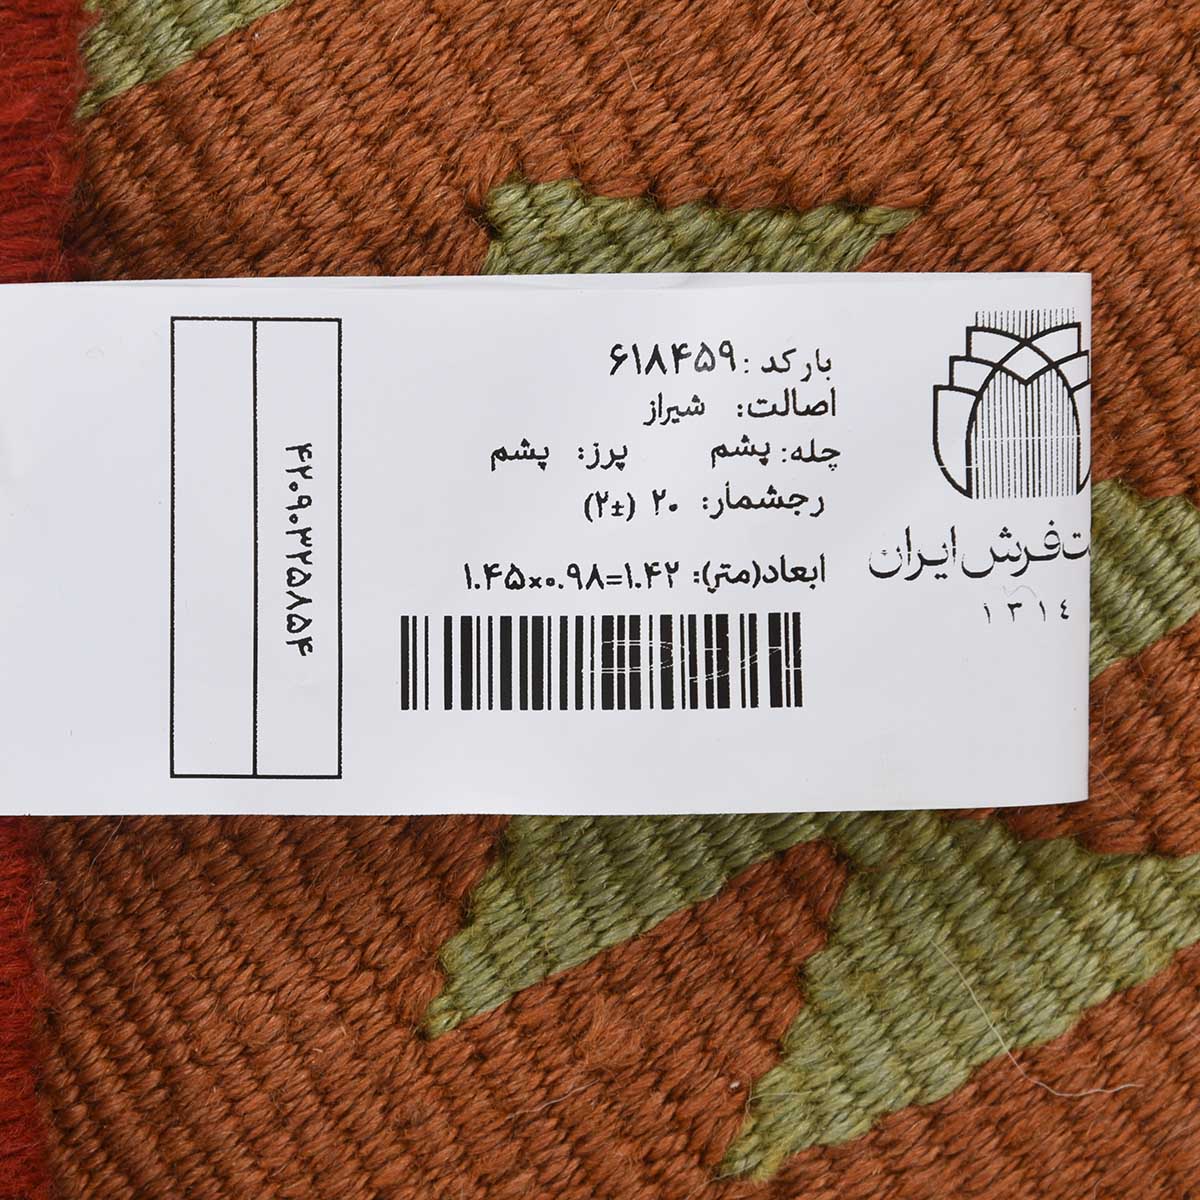 بارکد: ۶۱۸۴۵۹
اصالت: شیراز
چله: پشم پرز: پشم
رجشمار: ۲۰ (±۲)
ابعاد(متر): ۱.۴۵×۰.۹۸=۱.۴۲
فرش ایران
۱۳۱٤
۴۲۰۹۰۳۲۵۸۵۴